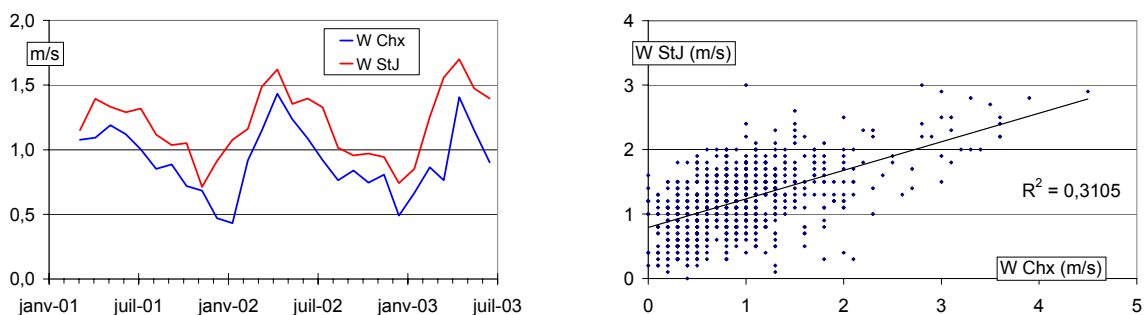 2,0
m/s
1,5
1,0
0,5
0,0
W Chx
W StJ
janv-01 juil-01 janv-02 juil-02 janv-03 juil-03
4
W StJ (m/s)
3
2
1
0
R² = 0,3105
W Chx (m/s)
0 1 2 3 4 5